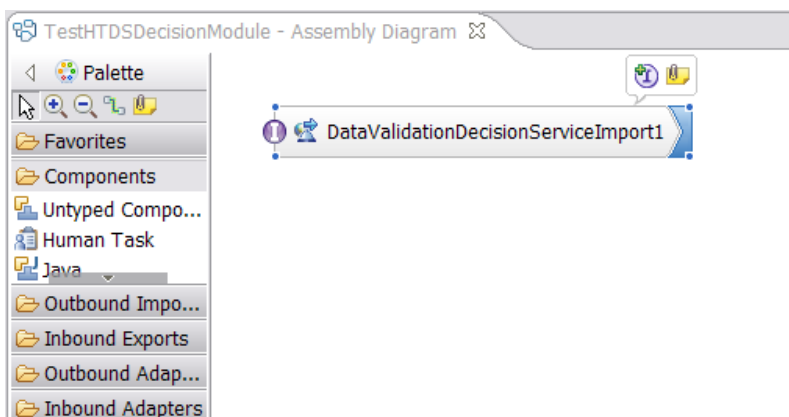 TestHTDSDecisionModule - Assembly Diagram
Palette
Favorites
Components
Untyped Compo...
Human Task
Java
Outbound Impo...
Inbound Exports
Outbound Adap...
Inbound Adapters
DataValidationDecisionServiceImport1